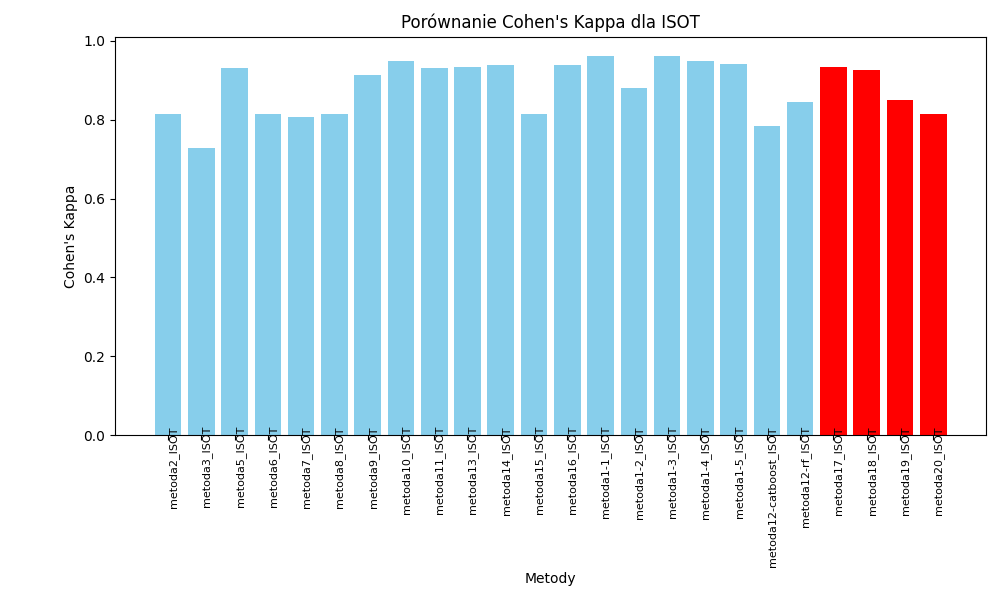 Porównanie Cohen's Kappa dla ISOT
Cohen's Kappa
1.0
0.8
0.6
0.4
0.2
0.0
metoda2_ISOT
metoda3_ISOT
metoda5_ISOT
metoda6_ISOT
metoda7_ISOT
metoda8_ISOT
metoda9_ISOT
metoda10_ISOT
metoda11_ISOT
metoda13_ISOT
metoda14_ISOT
metoda15_ISOT
metoda16_ISOT
metoda1-1_ISOT
metoda1-2_ISOT
metoda1-3_ISOT
metoda1-4_ISOT
metoda1-5_ISOT
metoda12-catboost_ISOT
metoda12-rf_ISOT
metoda17_ISOT
metoda18_ISOT
metoda19_ISOT
metoda20_ISOT
Metody